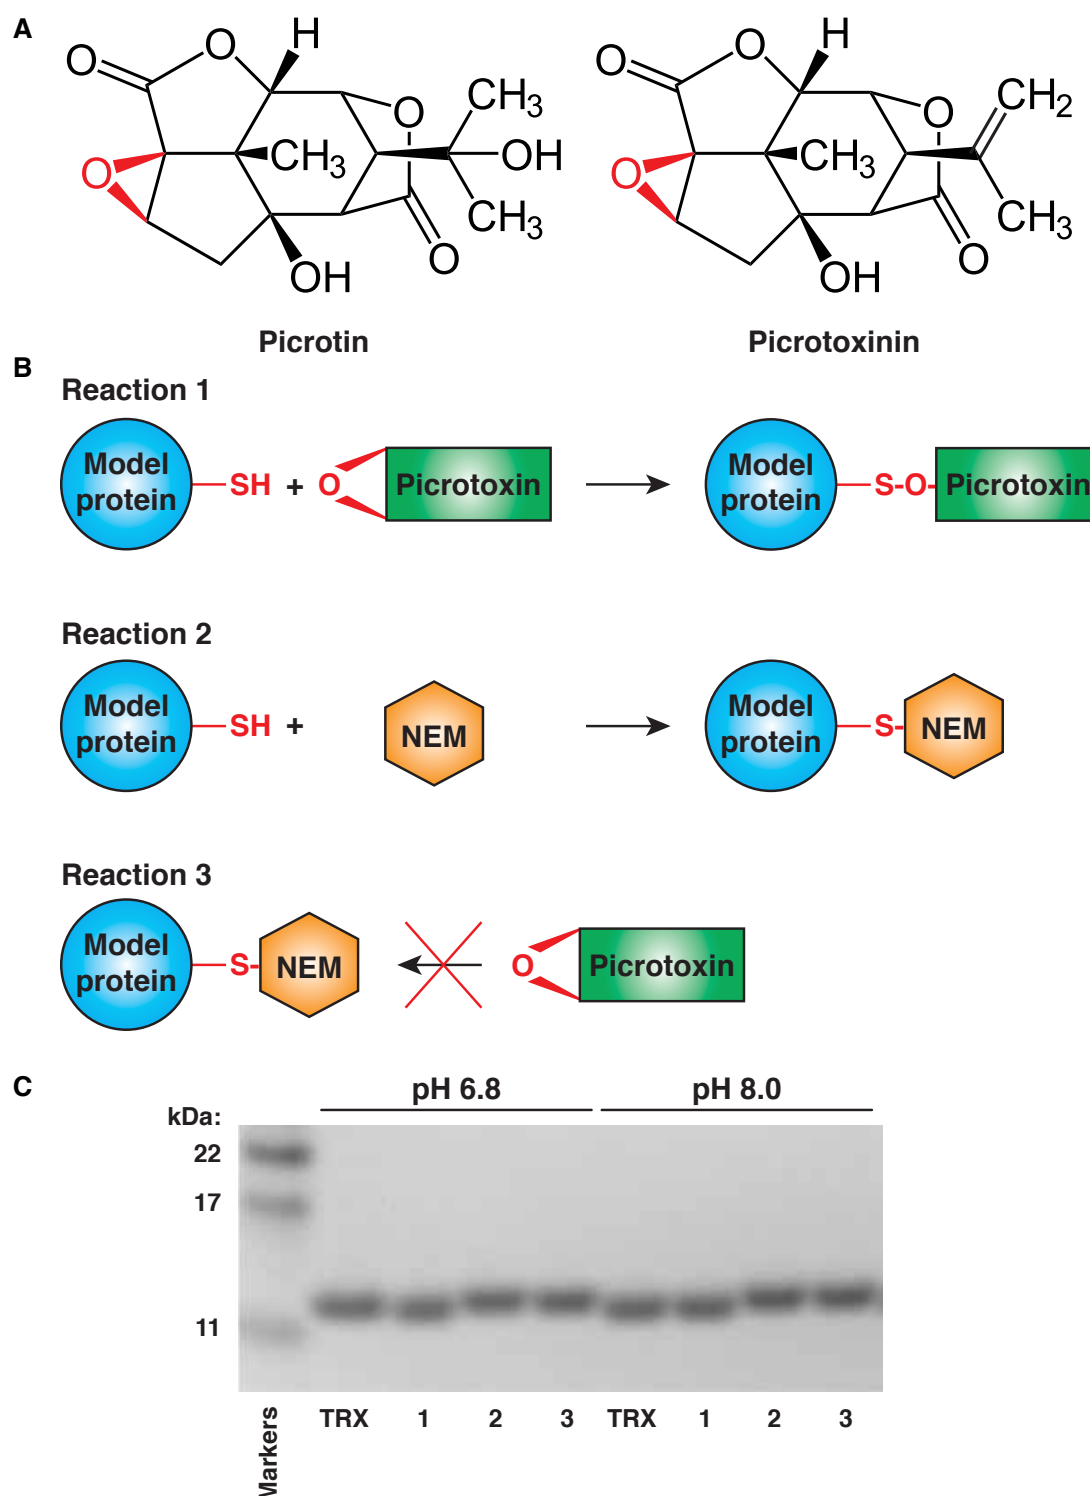 A
O
O
H
O
CH3
OH
CH3
CH3
O
O
OH
Picrotin
O
O
H
O
CH2
CH3
CH3
O
O
OH
Picrotoxinin
B
Reaction 1
Model protein
SH + O Picrotoxin
Model protein
S-O- Picrotoxin
Reaction 2
Model protein
SH + NEM
Model protein
S- NEM
Reaction 3
Model protein
S- NEM
O Picrotoxin
C
pH 6.8 pH 8.0
kDa:
22
17
11
Markers TRX 1 2 3 TRX 1 2 3